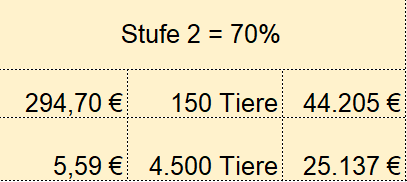 Stufe 2 = 70%
294,70 € 150 Tiere 44.205 €
5,59 € 4.500 Tiere 25.137 €